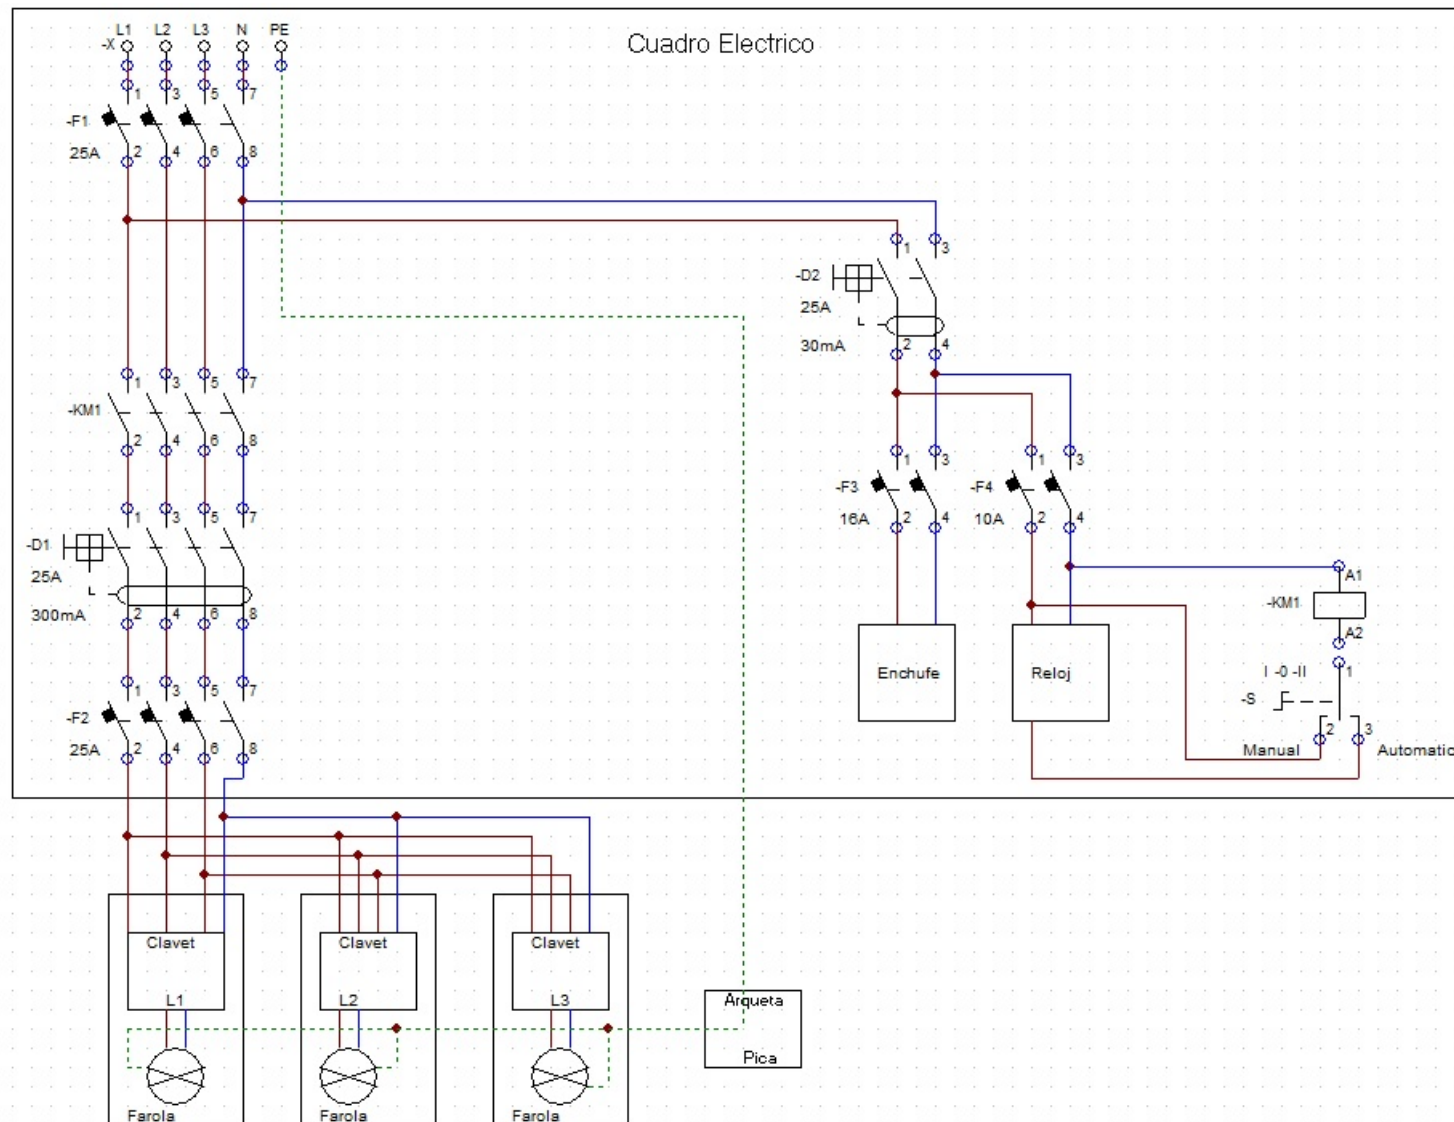 Cuadro Electrico
L1 L2 L3 N PE
-X
1 3 5 7
-F1
25A
2 4 6 8
1 3
-D2
25A
30mA
2 4
1 3 5 7
-KM1
2 4 6 8
1 3 1 3
-F3 -F4
16A 2 4 10A 2 4
1 3 5 7
-D1
25A
300mA
2 4 6 8
A1
-KM1
A2
Enchufe Reloj
I -0 -II 1
-S
2 3
Manual Automatic
1 3 5 7
-F2
25A
2 4 6 8
Clavet Clavet Clavet
L1 L2 L3
Arqueta
Pica
Farola Farola Farola